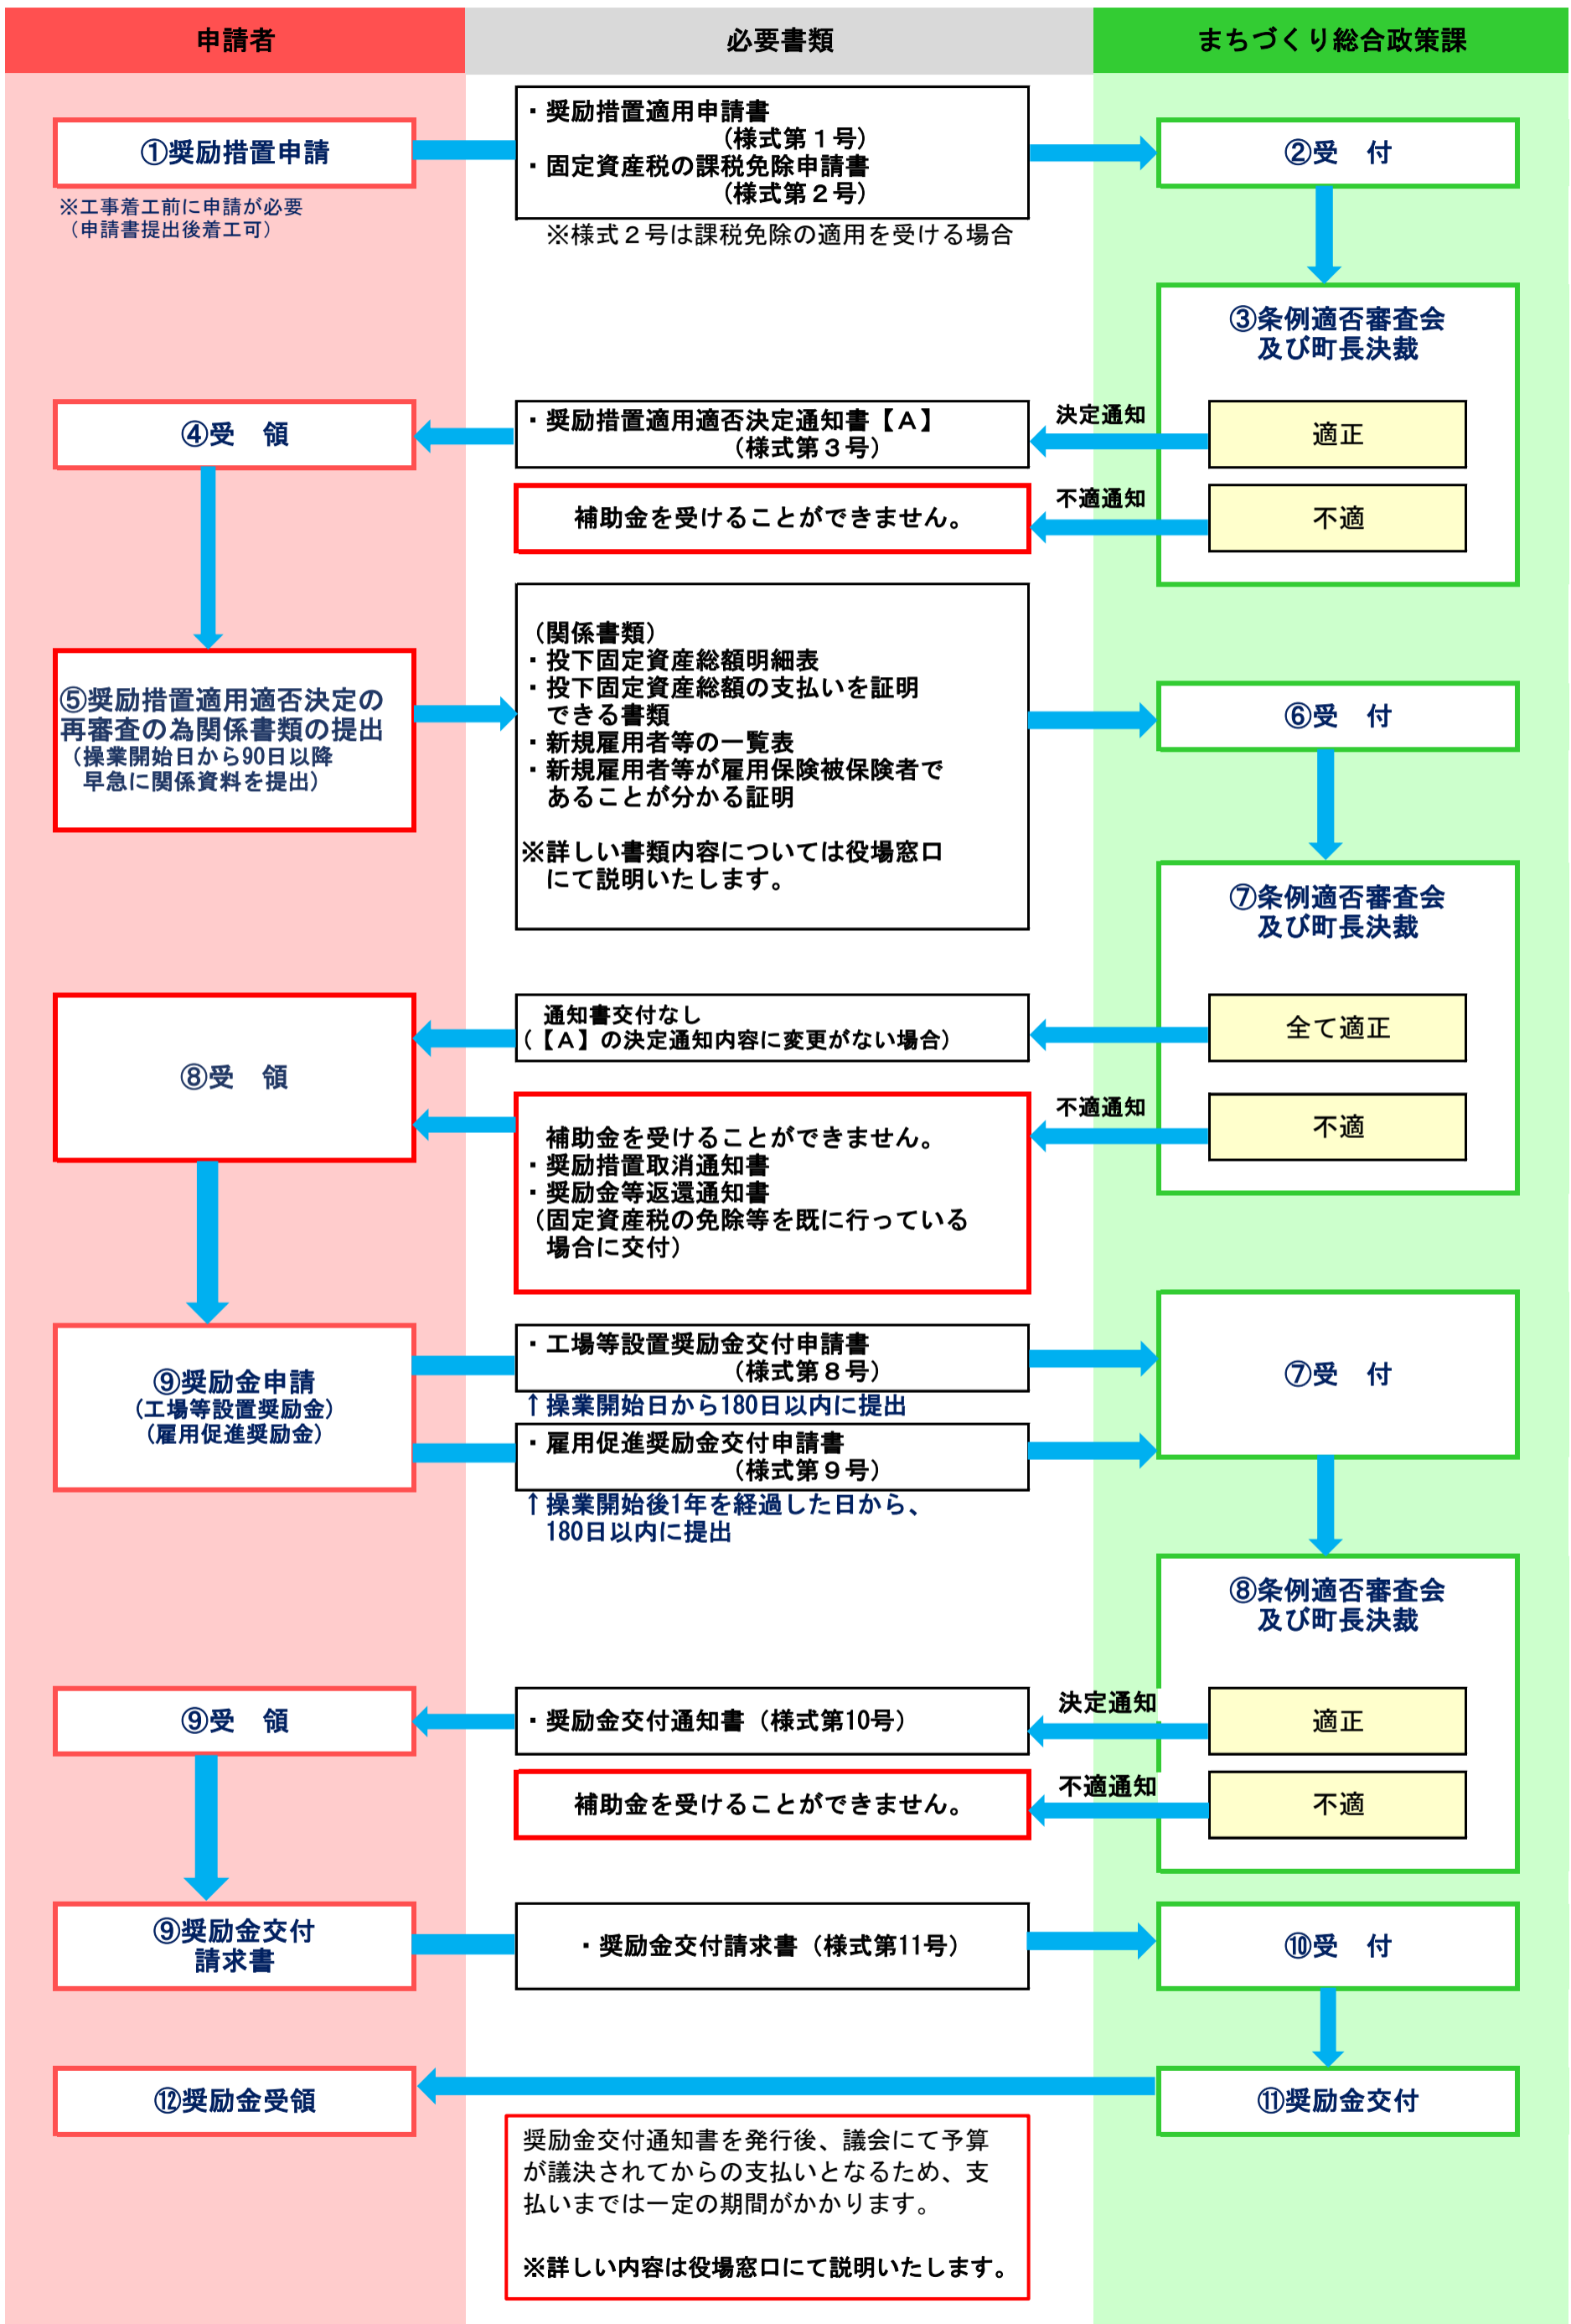 申請者
必要書類
まちづくり総合政策課
①奨励措置申請
※工事着工前に申請が必要
（申請書提出後着工可）
・奨励措置適用申請書
（様式第１号）
・固定資産税の課税免除申請書
（様式第２号）
※様式２号は課税免除の適用を受ける場合
②受　付
③条例適否審査会
及び町長決裁
適正
不適
決定通知
不適通知
・奨励措置適用適否決定通知書【Ａ】
（様式第３号）
補助金を受けることができません。
④受　領
⑤奨励措置適用適否決定の
再審査の為関係書類の提出
（操業開始日から90日以降
早急に関係資料を提出）
（関係書類）
・投下固定資産総額明細表
・投下固定資産総額の支払いを証明
できる書類
・新規雇用者等の一覧表
・新規雇用者等が雇用保険被保険者で
あることが分かる証明
※詳しい書類内容については役場窓口
にて説明いたします。
⑥受　付
⑦条例適否審査会
及び町長決裁
全て適正
不適
不適通知
通知書交付なし
（【Ａ】の決定通知内容に変更がない場合）
補助金を受けることができません。
・奨励措置取消通知書
・奨励金等返還通知書
（固定資産税の免除等を既に行っている
場合に交付）
⑧受　領
⑨奨励金申請
（工場等設置奨励金）
（雇用促進奨励金）
・工場等設置奨励金交付申請書
（様式第８号）
↑操業開始日から180日以内に提出
・雇用促進奨励金交付申請書
（様式第９号）
↑操業開始後1年を経過した日から、
180日以内に提出
⑦受　付
⑧条例適否審査会
及び町長決裁
適正
不適
決定通知
不適通知
・奨励金交付通知書（様式第10号）
補助金を受けることができません。
⑨受　領
⑨奨励金交付
請求書
・奨励金交付請求書（様式第11号）
⑩受　付
⑪奨励金交付
⑫奨励金受領
奨励金交付通知書を発行後、議会にて予算
が議決されてからの支払いとなるため、支
払いまでは一定の期間がかかります。
※詳しい内容は役場窓口にて説明いたします。